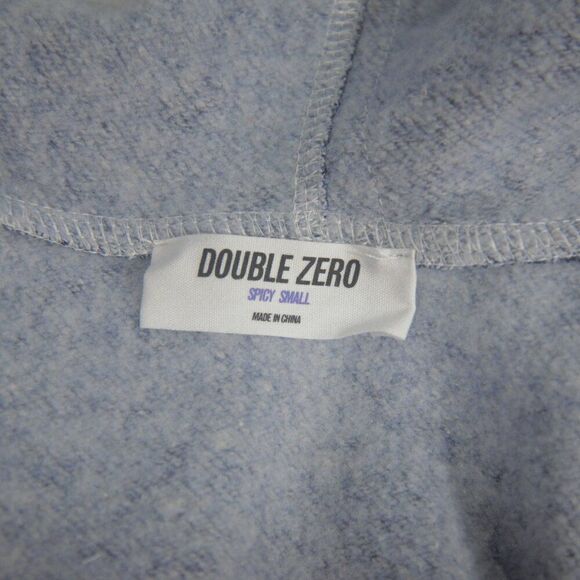 DOUBLE ZERO
SPICY SMALL
MADE IN CHINA